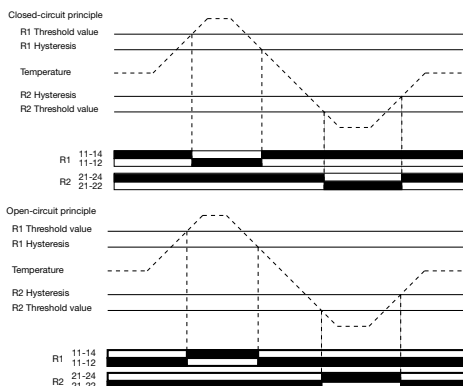 Closed-circuit principle
R1 Threshold value
R1 Hysteresis
Temperature
R2 Hysteresis
R2 Threshold value
R1 11-14
11-12
R2 21-24
21-22
Open-circuit principle
R1 Threshold value
R1 Hysteresis
Temperature
R2 Hysteresis
R2 Threshold value
R1 11-14
11-12
R2 21-24
21-22